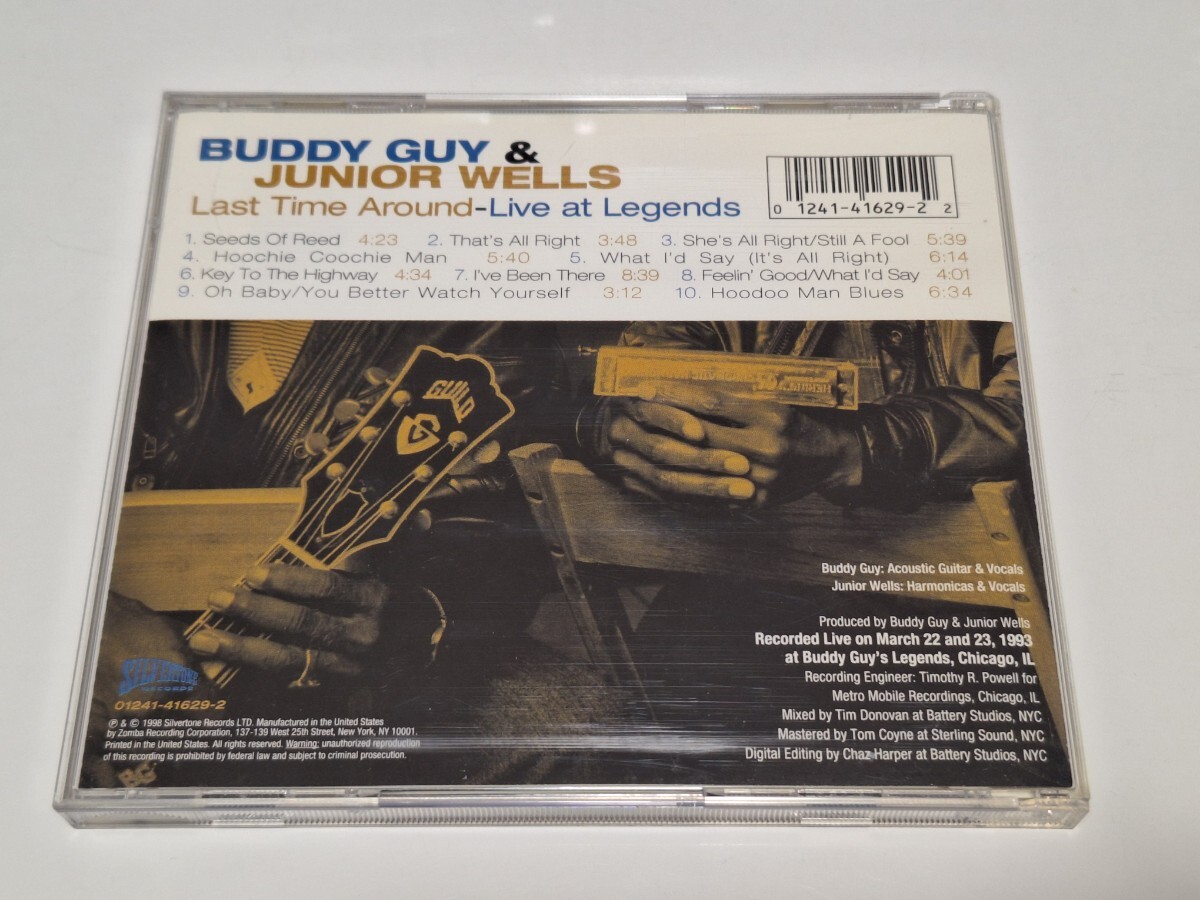 BUDDY GUY &
JUNIOR WELLS
Last Time Around-Live at Legends
0 1241-41629-2 2
1. Seeds Of Reed 4:23 2. That's All Right 3:48 3. She's All Right/Still A Fool 5:39
4. Hoochie Coochie Man 5:40 5. What I'd Say (It's All Right) 6:14
6. Key To The Highway 4:34 7. I've Been There 8:39 8. Feelin' Good/What I'd Say 4:01
9. Oh Baby/You Better Watch Yourself 3:12 10. Hoodoo Man Blues 6:34
GUILD
G
Buddy Guy: Acoustic Guitar & Vocals
Junior Wells: Harmonicas & Vocals
Produced by Buddy Guy & Junior Wells
Recorded Live on March 22 and 23, 1993
at Buddy Guy's Legends, Chicago, IL
Recording Engineer: Timothy R. Powell for
Metro Mobile Recordings, Chicago, IL
Mixed by Tim Donovan at Battery Studios, NYC
Mastered by Tom Coyne at Sterling Sound, NYC
Digital Editing by Chaz Harper at Battery Studios, NYC
SILVERTONE
RECORDS
01241-41629-2
℗ & © 1998 Silvertone Records LTD. Manufactured in the United States
by Zomba Recording Corporation, 137-139 West 25th Street, New York, NY 10001.
Printed in the United States. All rights reserved. Warning: unauthorized reproduction
of this recording is prohibited by federal law and subject to criminal prosecution.